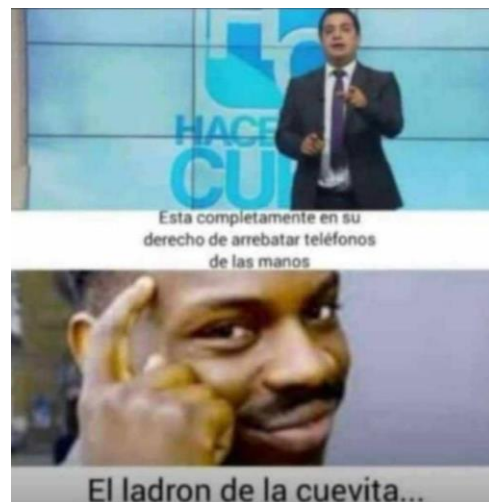 HACE
CU
Esta completamente en su
derecho de arrebatar teléfonos
de las manos
El ladron de la cuevita...